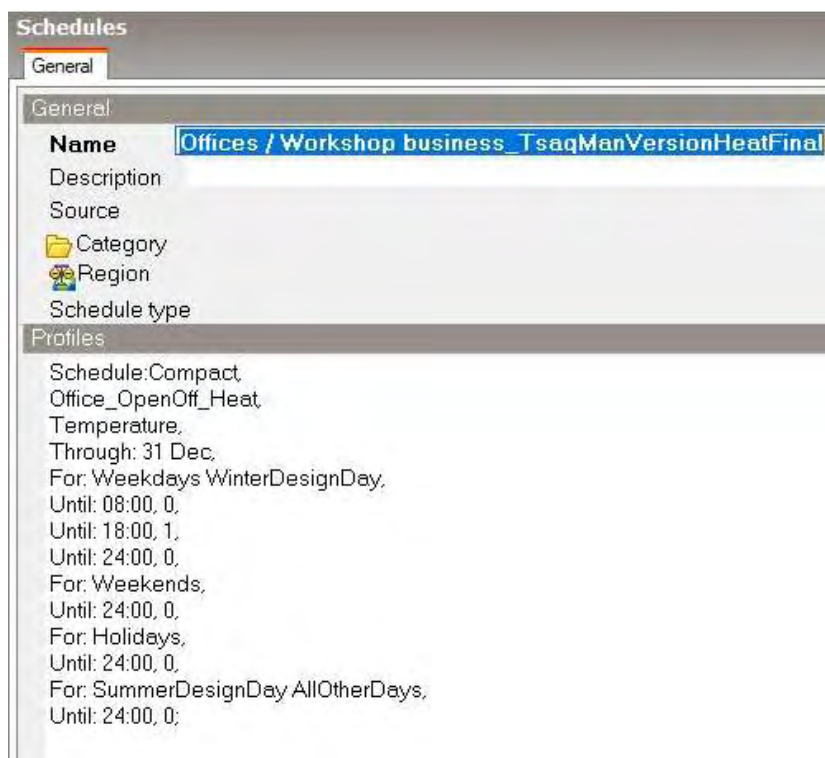 Schedules
General
General
Name Offices / Workshop business_TsaqManVersionHeatFinal
Description
Source
Category
Region
Schedule type
Profiles
Schedule:Compact,
Office_OpenOff_Heat,
Temperature,
Through: 31 Dec,
For: Weekdays WinterDesignDay,
Until: 08:00, 0,
Until: 18:00, 1,
Until: 24:00, 0,
For: Weekends,
Until: 24:00, 0,
For: Holidays,
Until: 24:00, 0,
For: SummerDesignDay AllOtherDays,
Until: 24:00, 0;